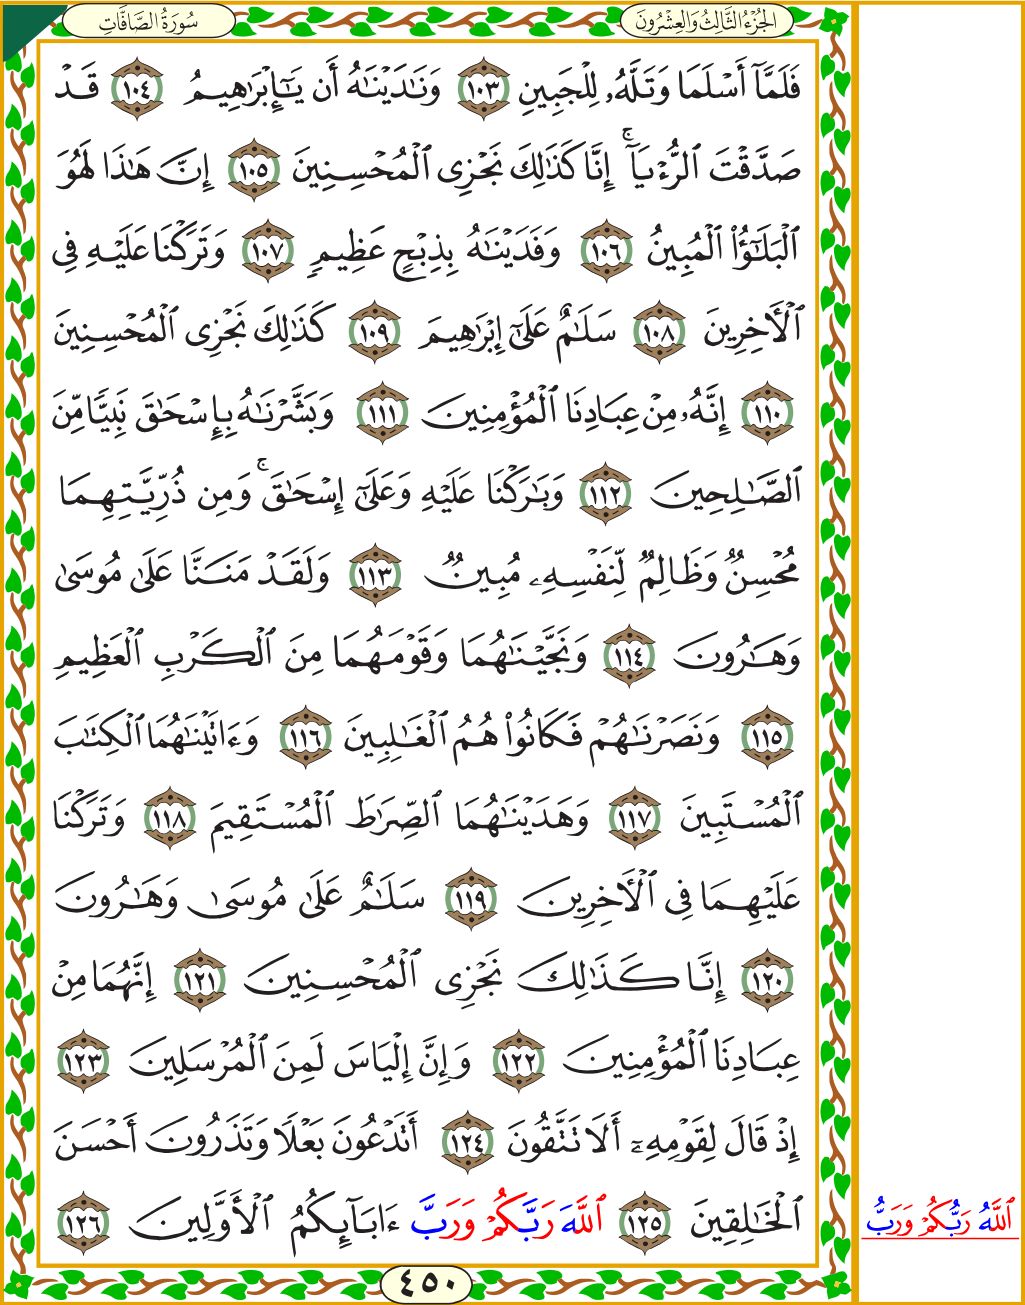 الجُزْءُ الثَّالِثُ وَالعِشْرُونَ
سُورَةُ الصَّافَّاتِ
فَلَمَّآ أَسْلَمَا وَتَلَّهُۥ لِلْجَبِينِ ١٠٣ وَنَـٰدَيْنَـٰهُ أَن يَـٰٓإِبْرَٰهِيمُ ١٠٤ قَدْ
صَدَّقْتَ ٱلرُّءْيَآ ۚ إِنَّا كَذَٰلِكَ نَجْزِى ٱلْمُحْسِنِينَ ١٠٥ إِنَّ هَـٰذَا لَهُوَ
ٱلْبَلَـٰٓؤُا۟ ٱلْمُبِينُ ١٠٦ وَفَدَيْنَـٰهُ بِذِبْحٍ عَظِيمٍ ١٠٧ وَتَرَكْنَا عَلَيْهِ فِى
ٱلْـَٔاخِرِينَ ١٠٨ سَلَـٰمٌ عَلَىٰٓ إِبْرَٰهِيمَ ١٠٩ كَذَٰلِكَ نَجْزِى ٱلْمُحْسِنِينَ
١١٠ إِنَّهُۥ مِنْ عِبَادِنَا ٱلْمُؤْمِنِينَ ١١١ وَبَشَّرْنَـٰهُ بِإِسْحَـٰقَ نَبِيًّا مِّنَ
ٱلصَّـٰلِحِينَ ١١٢ وَبَـٰرَكْنَا عَلَيْهِ وَعَلَىٰٓ إِسْحَـٰقَ ۚ وَمِن ذُرِّيَّتِهِمَا
مُحْسِنٌ وَظَالِمٌ لِّنَفْسِهِۦ مُبِينٌ ١١٣ وَلَقَدْ مَنَنَّا عَلَىٰ مُوسَىٰ
وَهَـٰرُونَ ١١٤ وَنَجَّيْنَـٰهُمَا وَقَوْمَهُمَا مِنَ ٱلْكَرْبِ ٱلْعَظِيمِ
١١٥ وَنَصَرْنَـٰهُمْ فَكَانُوا۟ هُمُ ٱلْغَـٰلِبِينَ ١١٦ وَءَاتَيْنَـٰهُمَا ٱلْكِتَـٰبَ
ٱلْمُسْتَبِينَ ١١٧ وَهَدَيْنَـٰهُمَا ٱلصِّرَٰطَ ٱلْمُسْتَقِيمَ ١١٨ وَتَرَكْنَا
عَلَيْهِمَا فِى ٱلْـَٔاخِرِينَ ١١٩ سَلَـٰمٌ عَلَىٰ مُوسَىٰ وَهَـٰرُونَ
١٢٠ إِنَّا كَذَٰلِكَ نَجْزِى ٱلْمُحْسِنِينَ ١٢١ إِنَّهُمَا مِنْ
عِبَادِنَا ٱلْمُؤْمِنِينَ ١٢٢ وَإِنَّ إِلْيَاسَ لَمِنَ ٱلْمُرْسَلِينَ ١٢٣
إِذْ قَالَ لِقَوْمِهِۦٓ أَلَا تَتَّقُونَ ١٢٤ أَتَدْعُونَ بَعْلًا وَتَذَرُونَ أَحْسَنَ
ٱلْخَـٰلِقِينَ ١٢٥ ٱللَّهَ رَبَّكُمْ وَرَبَّ ءَابَآئِكُمُ ٱلْأَوَّلِينَ ١٢٦
ٱللَّهُ رَبُّكُمْ وَرَبُّ
٤٥٠